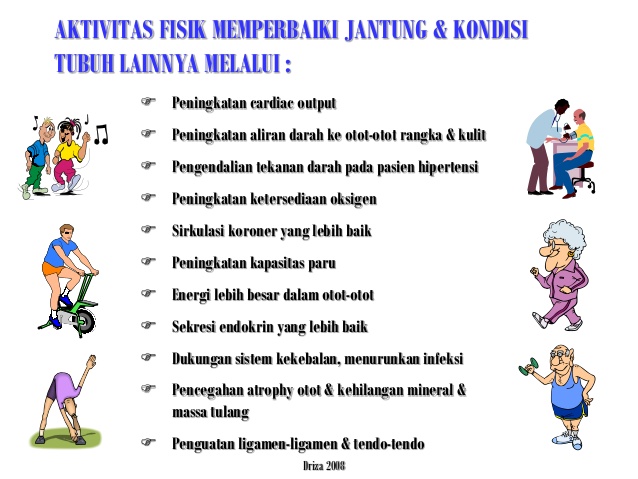 AKTIVITAS FISIK MEMPERBAIKI JANTUNG & KONDISI
TUBUH LAINNYA MELALUI :
☞ Peningkatan cardiac output
☞ Peningkatan aliran darah ke otot-otot rangka & kulit
☞ Pengendalian tekanan darah pada pasien hipertensi
☞ Peningkatan ketersediaan oksigen
☞ Sirkulasi koroner yang lebih baik
☞ Peningkatan kapasitas paru
☞ Energi lebih besar dalam otot-otot
☞ Sekresi endokrin yang lebih baik
☞ Dukungan sistem kekebalan, menurunkan infeksi
☞ Pencegahan atrophy otot & kehilangan mineral &
massa tulang
☞ Penguatan ligamen-ligamen & tendo-tendo
Driza 2008